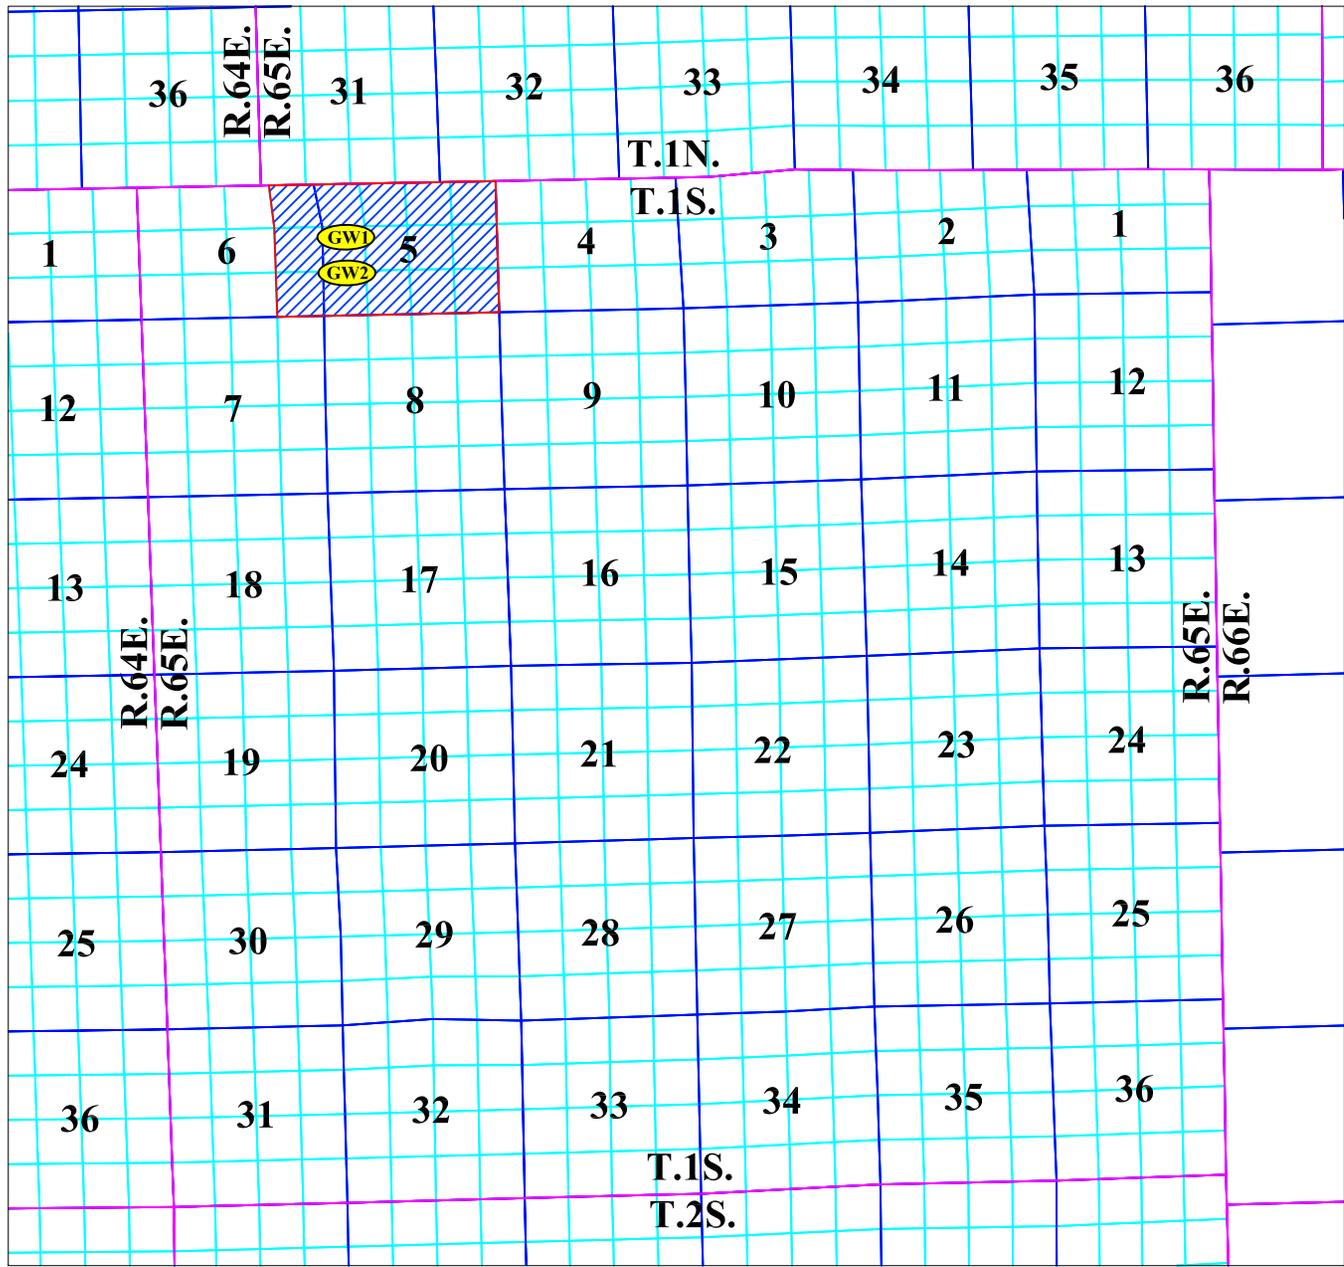 36 R.64E. R.65E. 31 32 33 34 35 36
T.1N.
T.1S.
1 6 GW1 5 4 3 2 1
GW2
12 7 8 9 10 11 12
13 18 17 16 15 14 13
R.64E. R.65E. R.65E. R.66E.
24 19 20 21 22 23 24
25 30 29 28 27 26 25
36 31 32 33 34 35 36
T.1S.
T.2S.